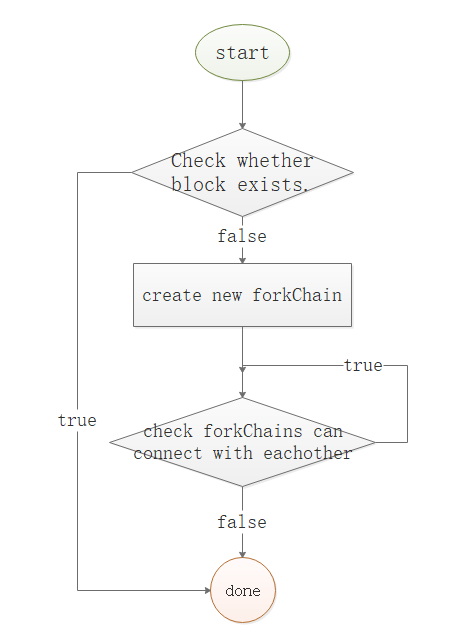 start
Check whether
block exists.
false
create new forkChain
true
true
check forkChains can
connect with eachother
false
done